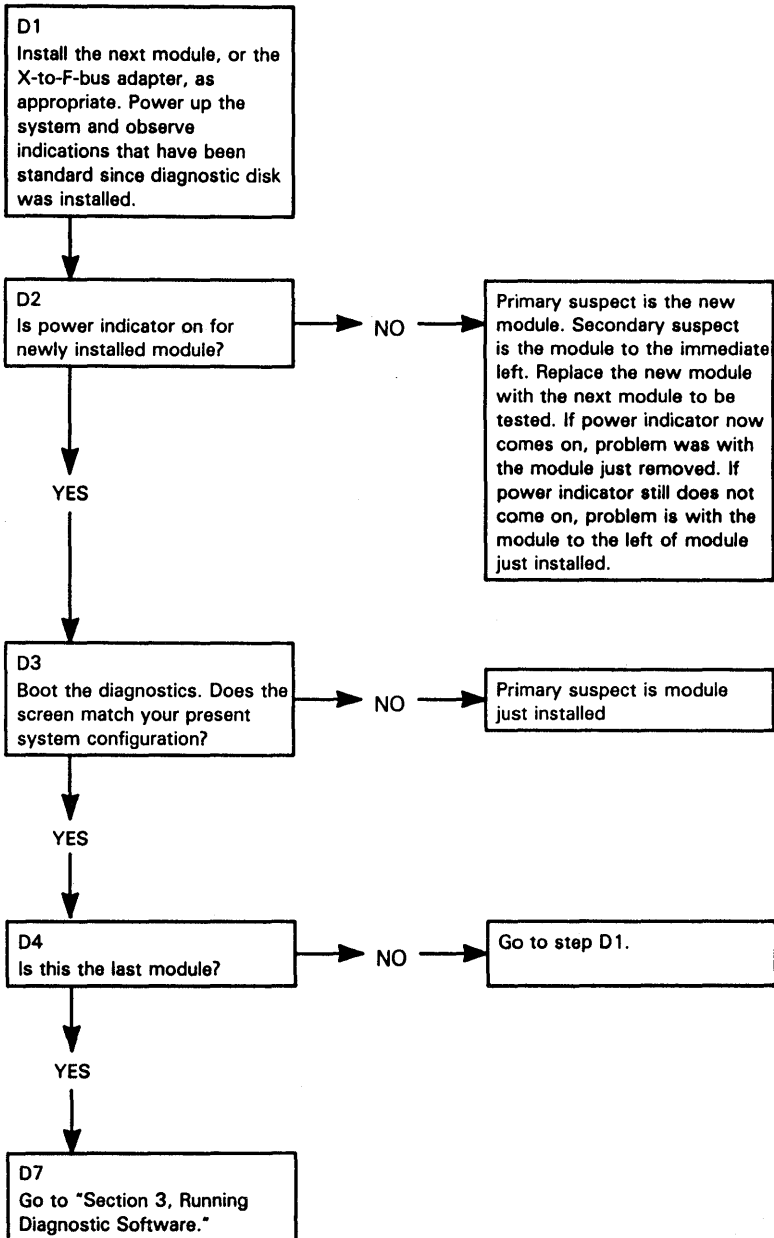 D1
Install the next module, or the
X-to-F-bus adapter, as
appropriate. Power up the
system and observe
indications that have been
standard since diagnostic disk
was installed.
D2
Is power indicator on for
newly installed module?
NO
Primary suspect is the new
module. Secondary suspect
is the module to the immediate
left. Replace the new module
with the next module to be
tested. If power indicator now
comes on, problem was with
the module just removed. If
power indicator still does not
come on, problem is with the
module to the left of module
just installed.
YES
D3
Boot the diagnostics. Does the
screen match your present
system configuration?
NO
Primary suspect is module
just installed
YES
D4
Is this the last module?
NO
Go to step D1.
YES
D7
Go to "Section 3, Running
Diagnostic Software."